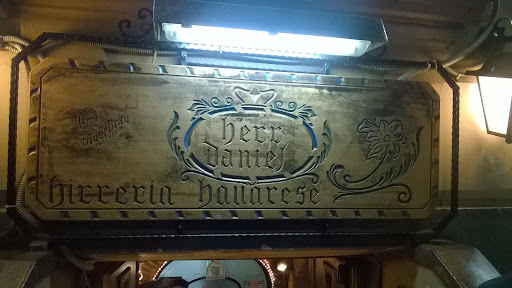 herr
daniel
birreria bavarese